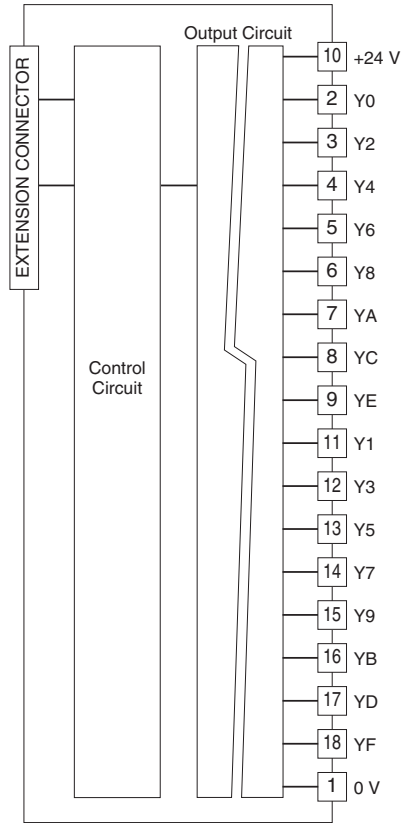 Output Circuit
EXTENSION CONNECTOR
Control
Circuit
10 +24 V
2 Y0
3 Y2
4 Y4
5 Y6
6 Y8
7 YA
8 YC
9 YE
11 Y1
12 Y3
13 Y5
14 Y7
15 Y9
16 YB
17 YD
18 YF
1 0 V